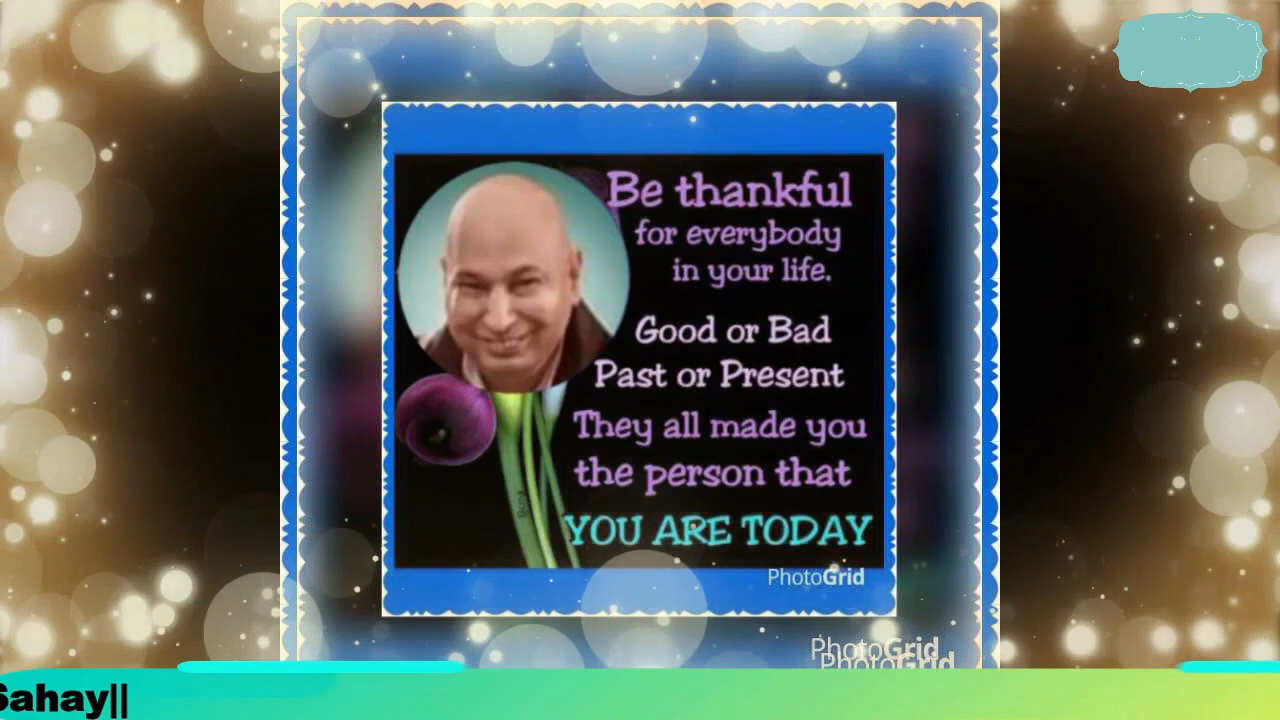 Be thankful
for everybody
in your life.
Good or Bad
Past or Present
They all made you
the person that
YOU ARE TODAY
PhotoGrid
PhotoGrid
PhotoGrid
Sahay||